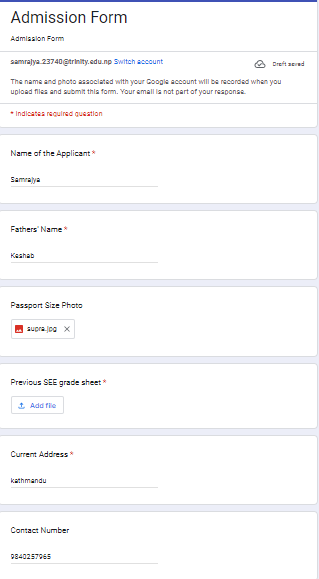 Admission Form
Admission Form
samrajya.23740@trinity.edu.np Switch account
Draft saved
The name and photo associated with your Google account will be recorded when you
upload files and submit this form. Your email is not part of your response.
* Indicates required question
Name of the Applicant *
Samrajya
Fathers' Name *
Keshab
Passport Size Photo
supra.jpg
Previous SEE grade sheet *
Add file
Current Address *
kathmandu
Contact Number
9840257965